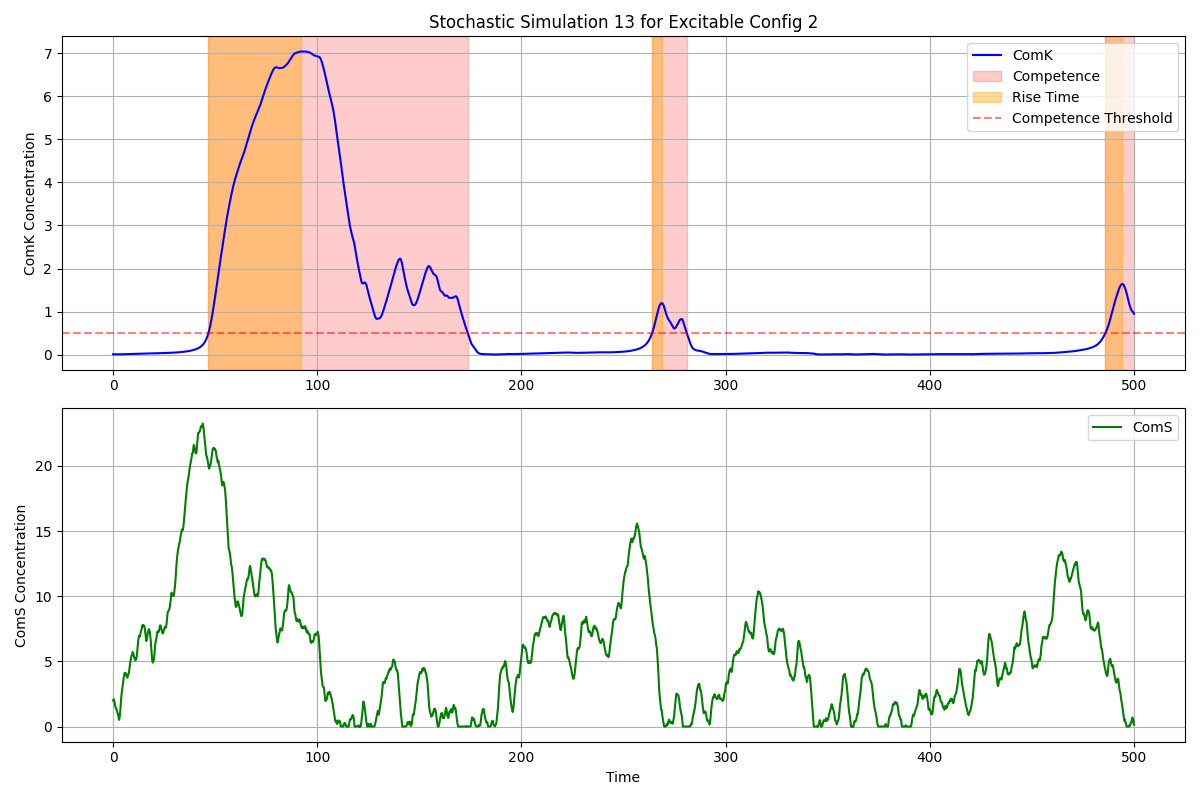 Stochastic Simulation 13 for Excitable Config 2
ComK Concentration
7
6
5
4
3
2
1
0
ComK
Competence
Rise Time
Competence Threshold
0 100 200 300 400 500
ComS Concentration
20
15
10
5
0
ComS
0 100 200 300 400 500
Time